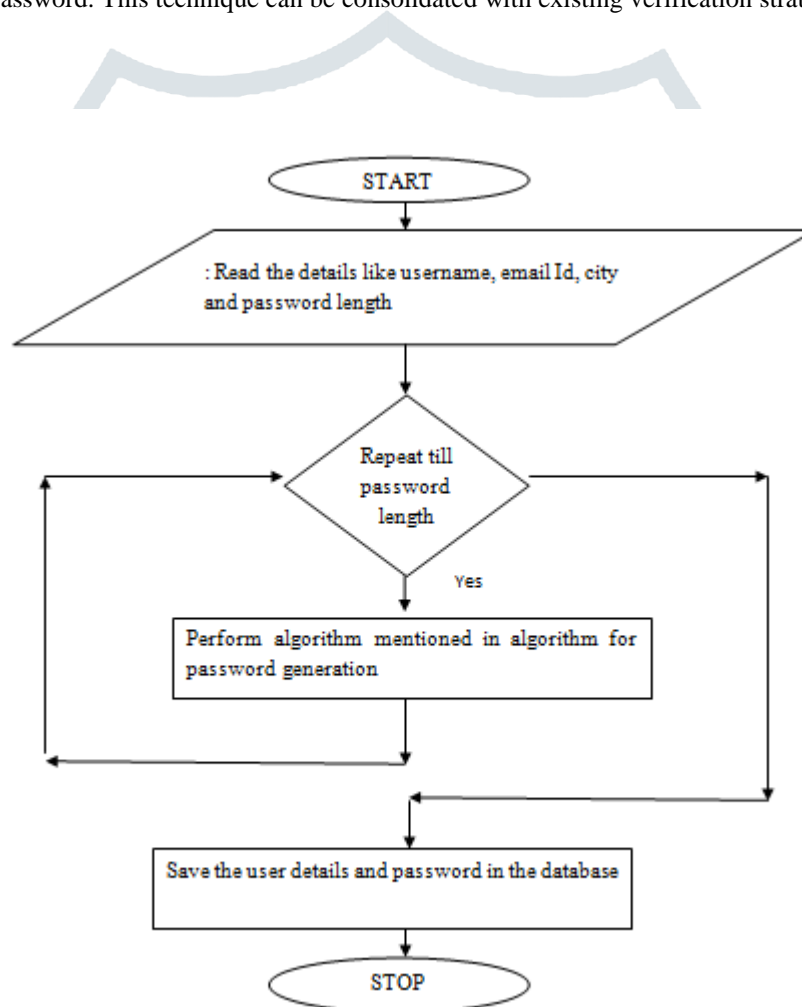 assword. This technique can be consolidated with existing verification strat
START
: Read the details like username, email Id, city
and password length
Repeat till
password
length
Yes
Perform algorithm mentioned in algorithm for
password generation
Save the user details and password in the database
STOP